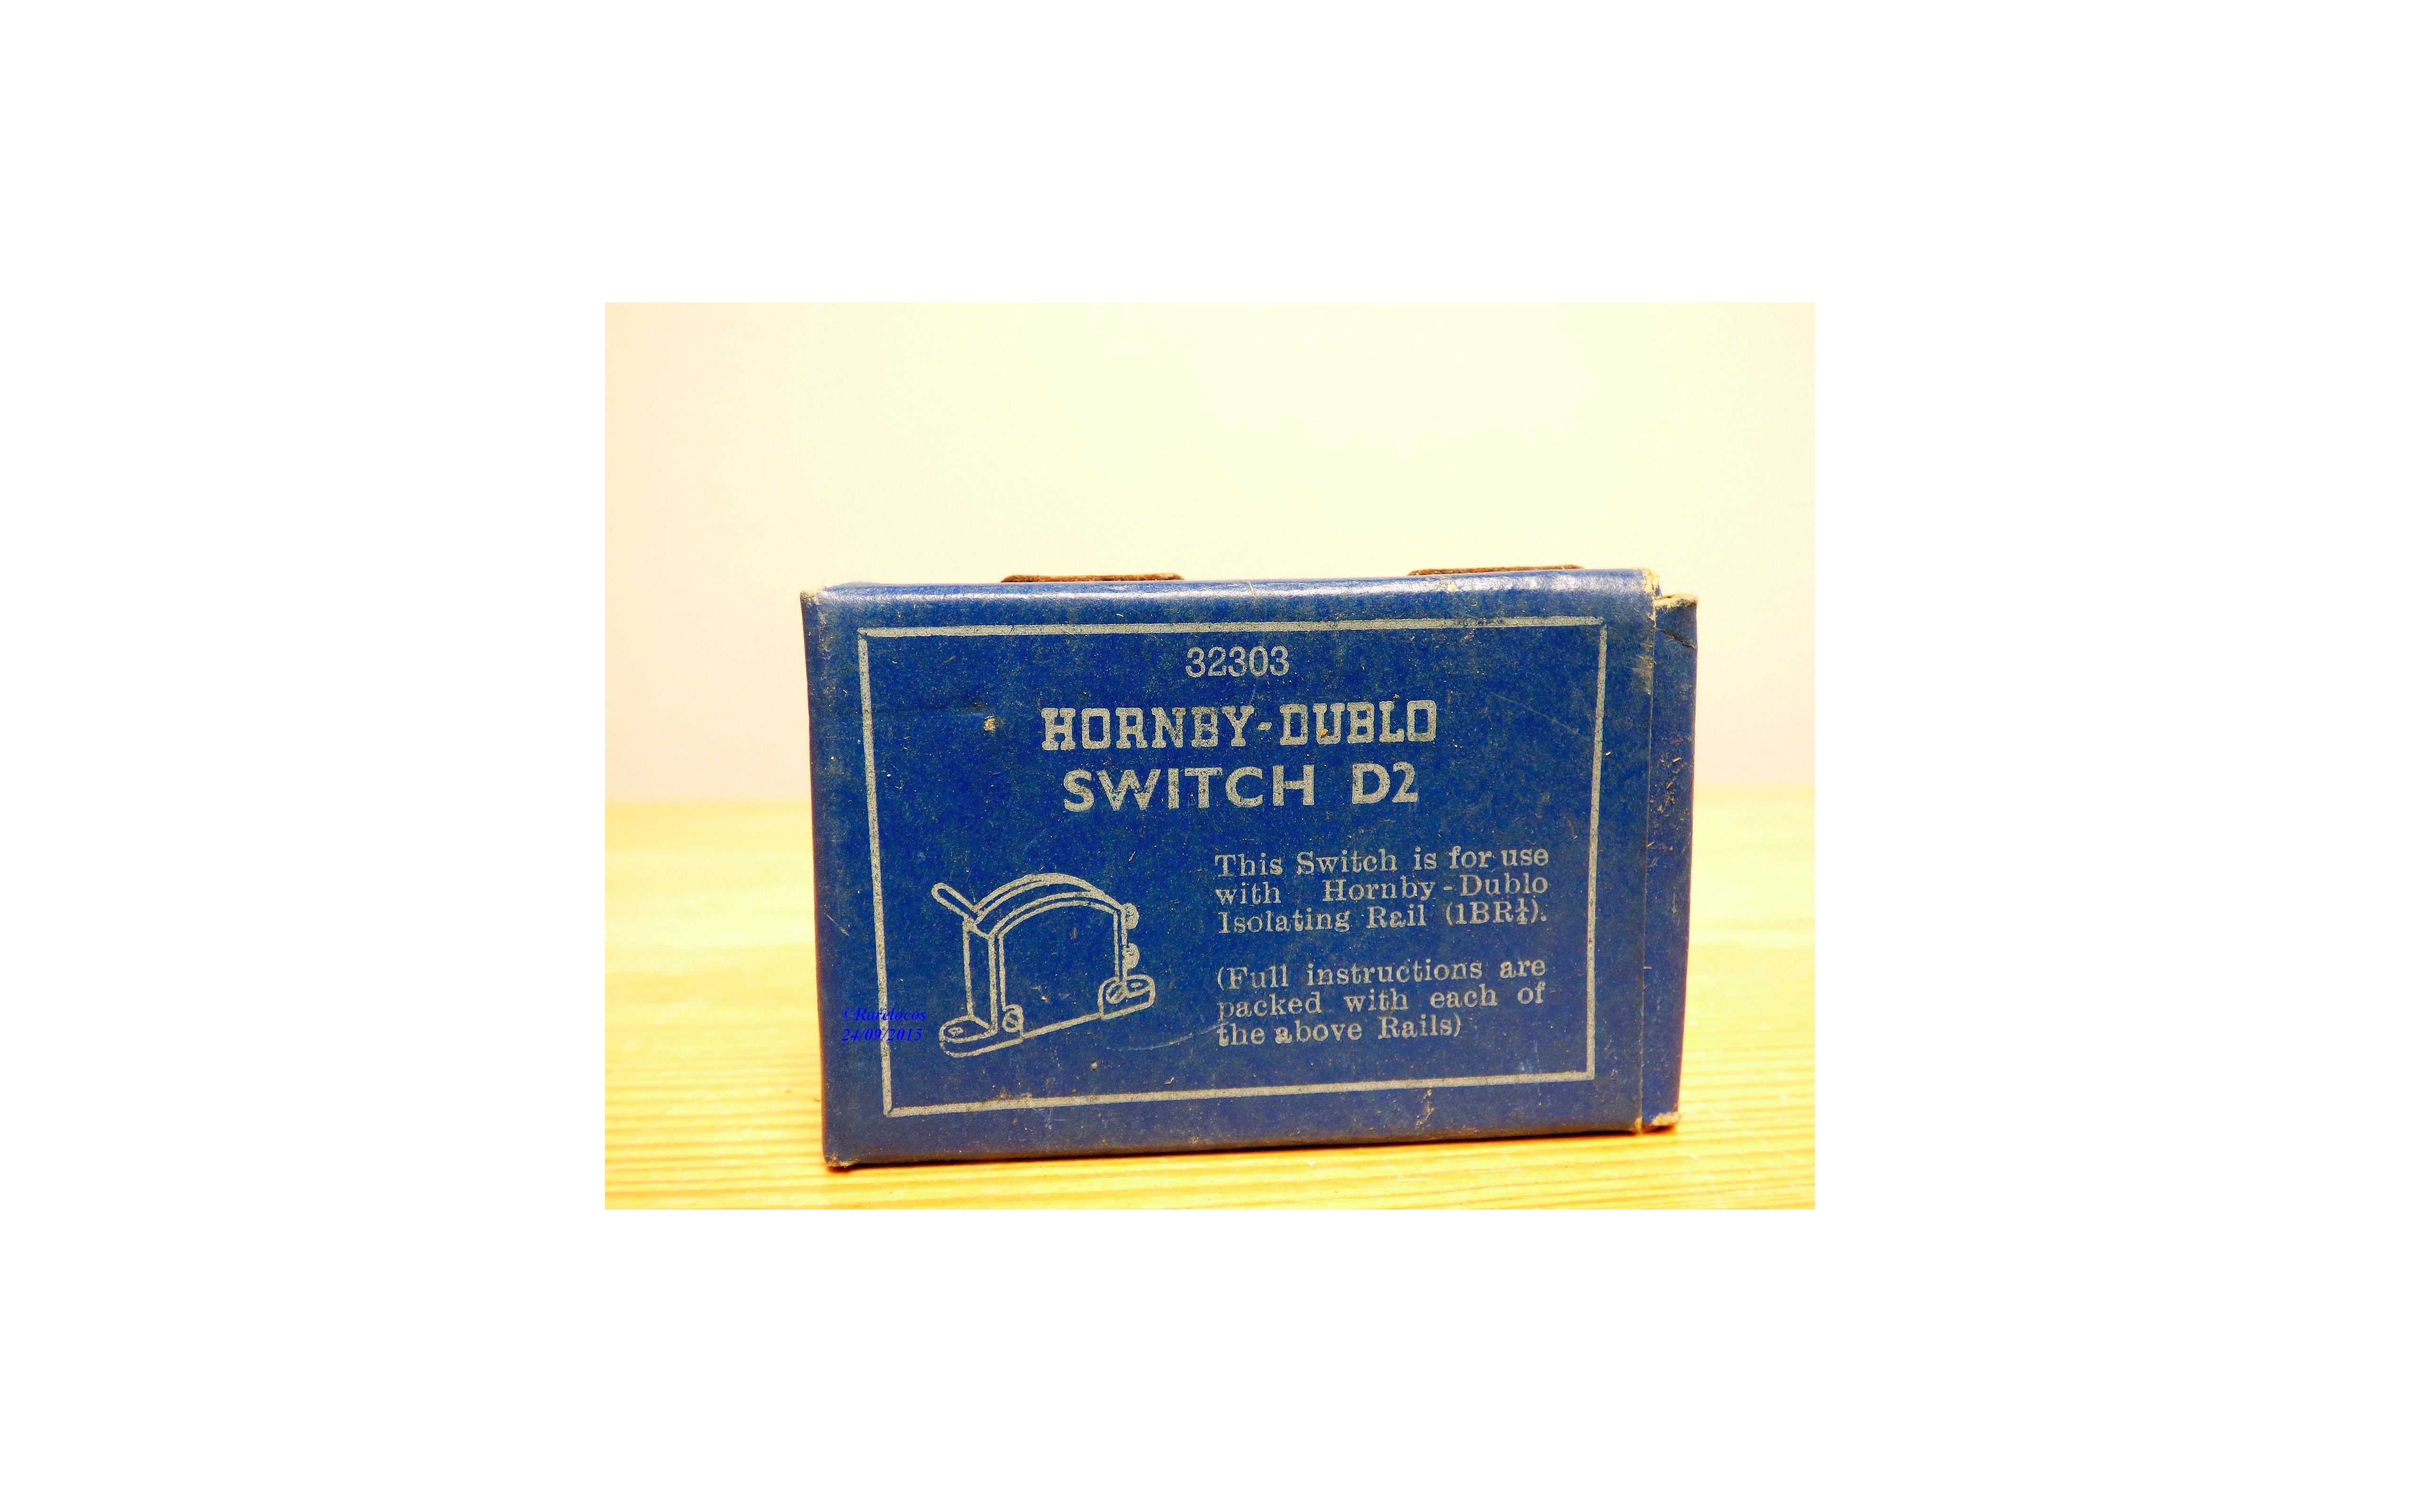 32303
HORNBY-DUBLO
SWITCH D2
This Switch is for use
with Hornby-Dublo
Isolating Rail (1BR¼).
(Full instructions are
packed with each of
the above Rails)
©Rarelocos
24/09/2015